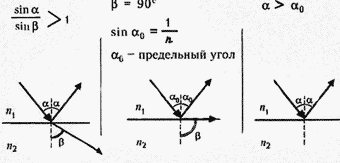 sin α / sin β > 1
β = 90°
sin α₀ = 1/n
α₀ – предельный угол
α > α₀
n₁ α α
n₂ β
n₁ α₀ α₀
n₂ β
n₁ α α
n₂